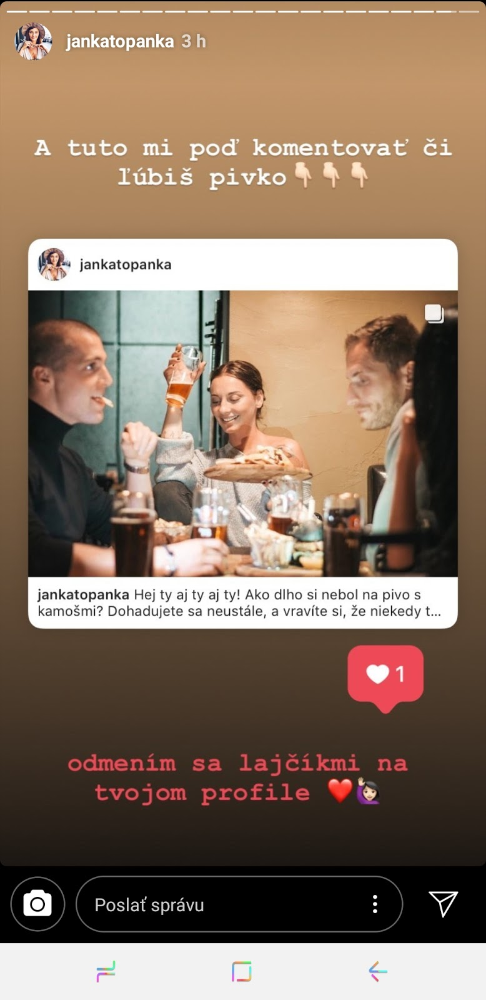 jankatopanka 3 h
A tuto mi poď komentovať či
ľúbiš pivko👇🏻👇🏻👇🏻
jankatopanka
jankatopanka Hej ty aj ty aj ty! Ako dlho si nebol na pivo s
kamošmi? Dohadujete sa neustále, a vravíte si, že niekedy t...
1
odmením sa lajčíkmi na
tvojom profile ❤️🙋🏻‍♀️
Poslať správu